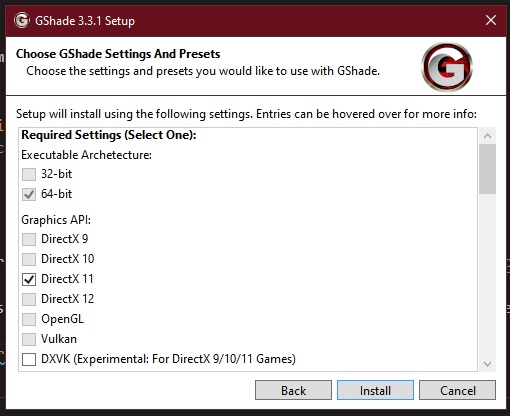 GShade 3.3.1 Setup
Choose GShade Settings And Presets
Choose the settings and presets you would like to use with GShade.
G
Setup will install using the following settings. Entries can be hovered over for more info:
Required Settings (Select One):
Executable Archetecture:
32-bit
64-bit
Graphics API:
DirectX 9
DirectX 10
DirectX 11
DirectX 12
OpenGL
Vulkan
DXVK (Experimental: For DirectX 9/10/11 Games)
Back Install Cancel